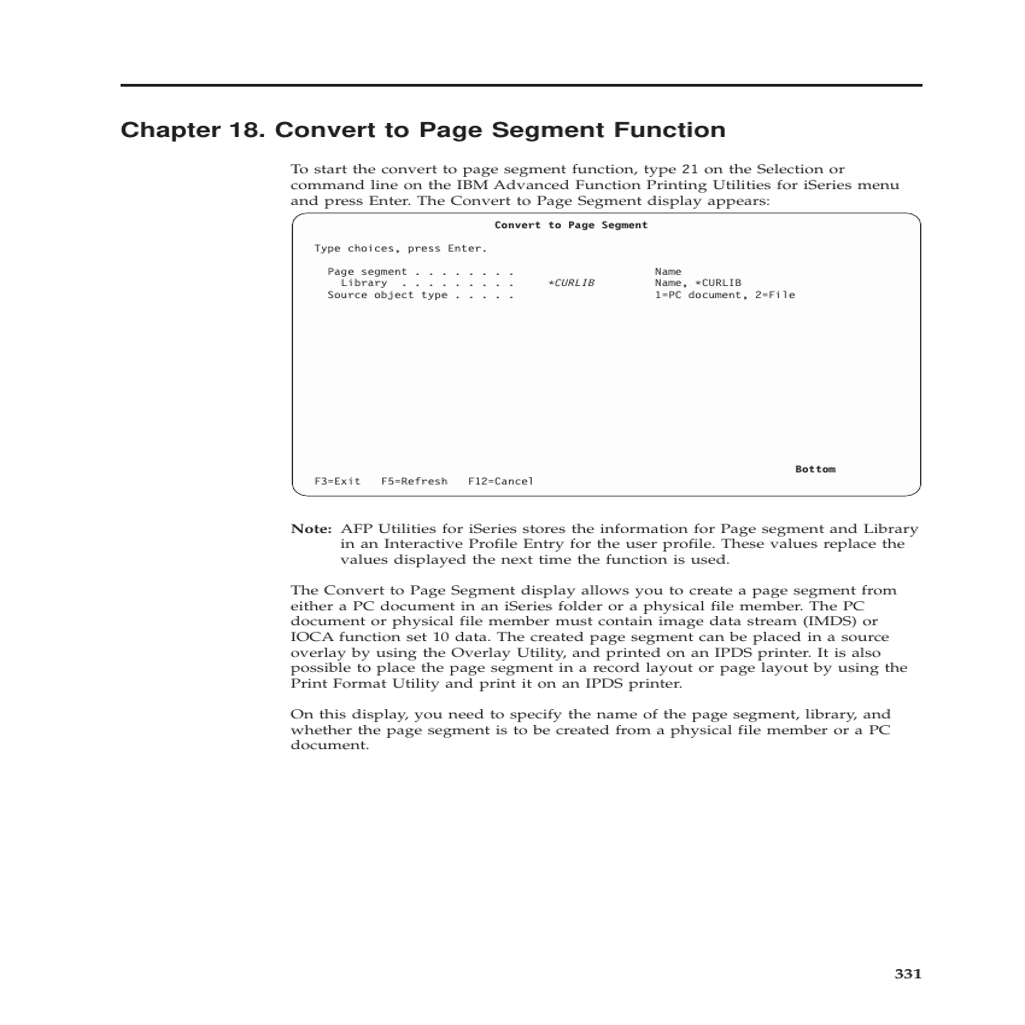 Chapter 18. Convert to Page Segment Function
To start the convert to page segment function, type 21 on the Selection or
command line on the IBM Advanced Function Printing Utilities for iSeries menu
and press Enter. The Convert to Page Segment display appears:
Convert to Page Segment
Type choices, press Enter.
Page segment . . . . . . . . Name
Library . . . . . . . . . *CURLIB Name, *CURLIB
Source object type . . . . . 1=PC document, 2=File
Bottom
F3=Exit F5=Refresh F12=Cancel
Note: AFP Utilities for iSeries stores the information for Page segment and Library
in an Interactive Profile Entry for the user profile. These values replace the
values displayed the next time the function is used.
The Convert to Page Segment display allows you to create a page segment from
either a PC document in an iSeries folder or a physical file member. The PC
document or physical file member must contain image data stream (IMDS) or
IOCA function set 10 data. The created page segment can be placed in a source
overlay by using the Overlay Utility, and printed on an IPDS printer. It is also
possible to place the page segment in a record layout or page layout by using the
Print Format Utility and print it on an IPDS printer.
On this display, you need to specify the name of the page segment, library, and
whether the page segment is to be created from a physical file member or a PC
document.
331